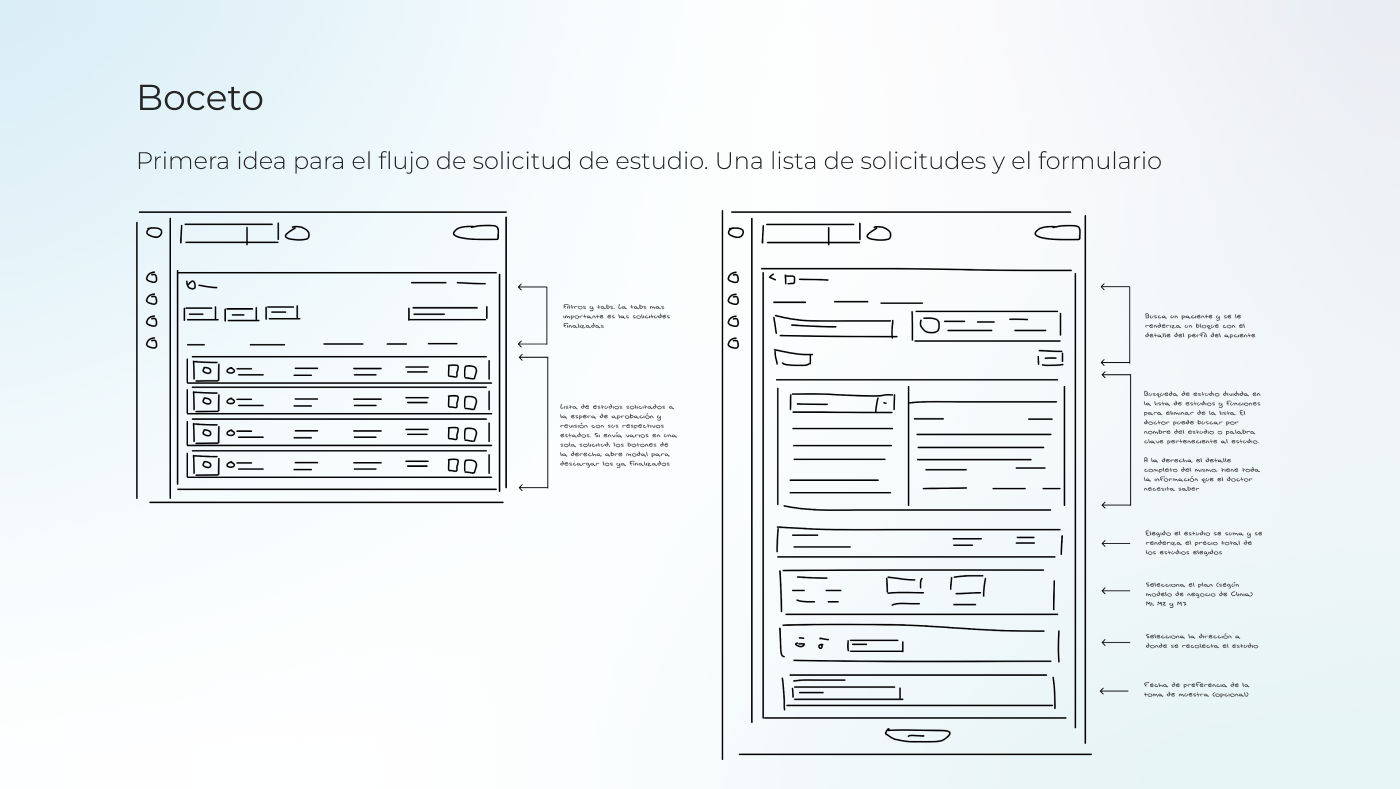 Boceto
Primera idea para el flujo de solicitud de estudio. Una lista de solicitudes y el formulario
Filtros y tabs. La tabs mas
importante es las solicitudes
finalizadas
Lista de estudios solicitados a
la espera de aprobación y
revisión con sus respectivos
estados. Si envía varios en una
sola solicitud, los botones de
la derecha abre modal para
descargar los ya finalizados
Busca un paciente y se le
renderiza un bloque con el
detalle del perfil del apciente
Busqueda de estudio dividida en
la lista de estudios y funciones
para eliminar de la lista. El
doctor puede buscar por
nombre del estudio o palabra
clave perteneciente al estudio.
A la derecha el detalle
completo del mismo, tiene toda
la información que el doctor
necesita saber
Elegido el estudio se suma y se
renderiza el precio total de
los estudios elegidos
Selecciona el plan (según
modelo de negocio de Clinia)
M1, M2 y M3
Selecciona la dirección a
donde se recolecta el estudio
Fecha de preferencia de la
toma de muestra (opcional)